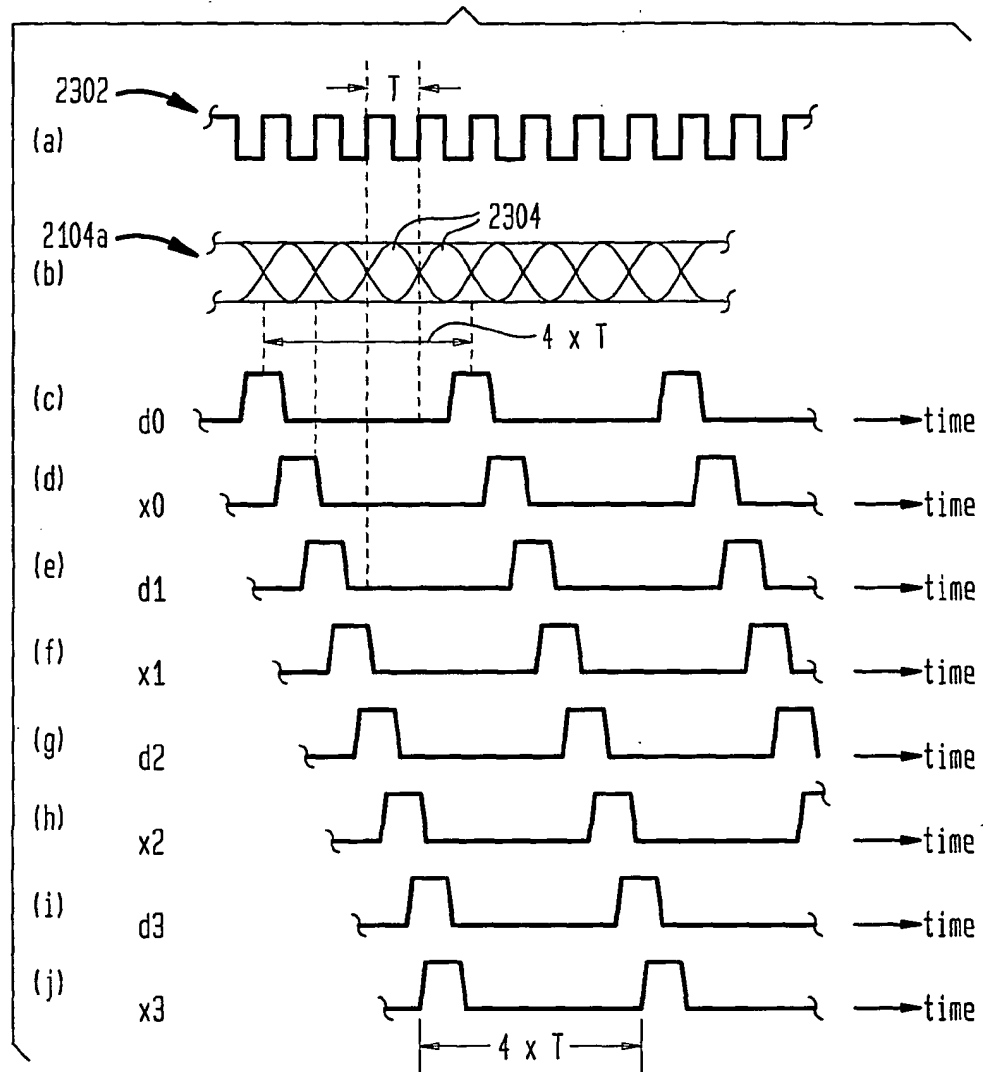 T
2302
(a)
2304
2104a
(b)
4 x T
(c)
d0
time
(d)
x0
time
(e)
d1
time
(f)
x1
time
(g)
d2
time
(h)
x2
time
(i)
d3
time
(j)
x3
time
4 x T